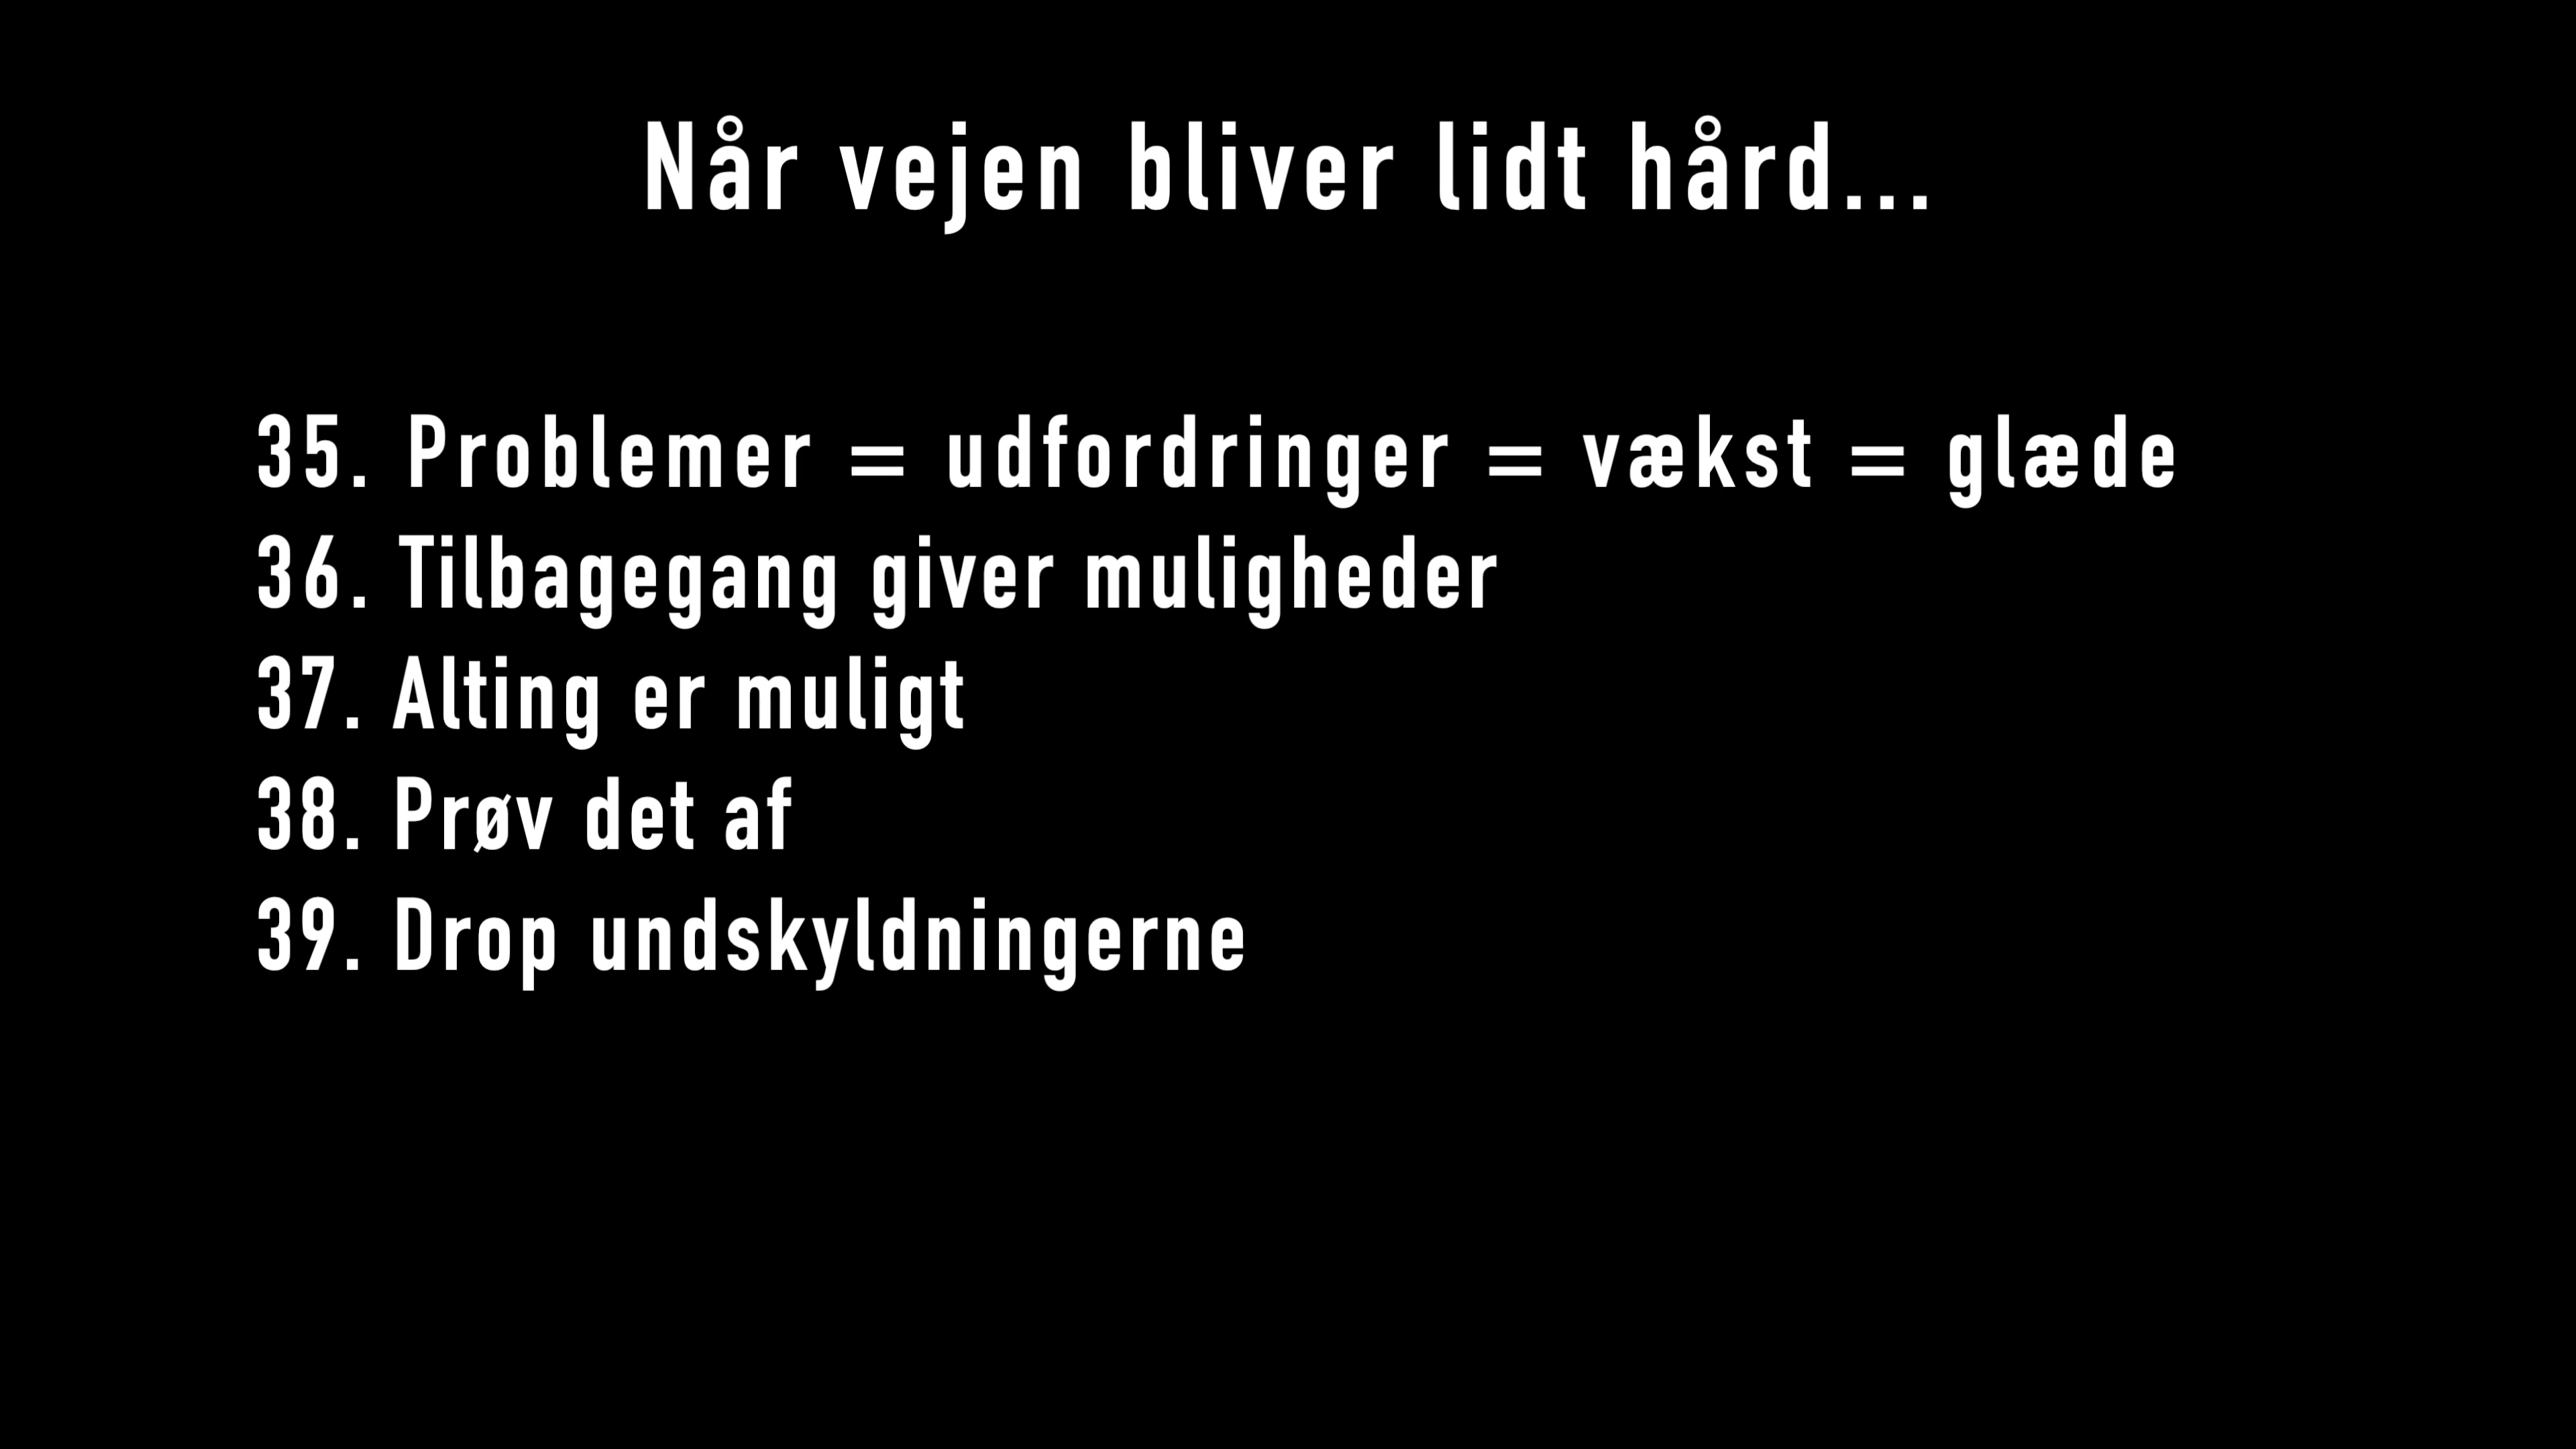 Når vejen bliver lidt hård...
35. Problemer = udfordringer = vækst = glæde
36. Tilbagegang giver muligheder
37. Alting er muligt
38. Prøv det af
39. Drop undskyldningerne